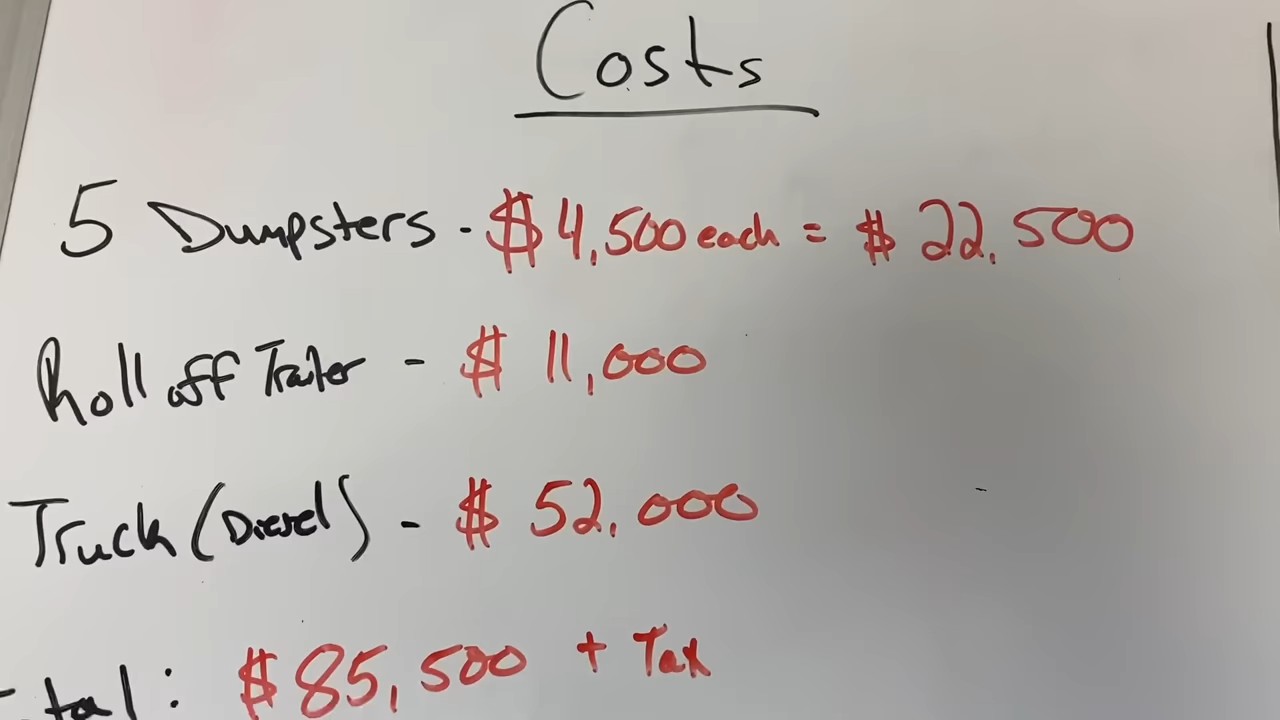 Costs
5 Dumpsters - $4,500 each = $22,500
Roll off Trailer - $11,000
Truck (Diesel) - $52,000
Total: $85,500 + Tax